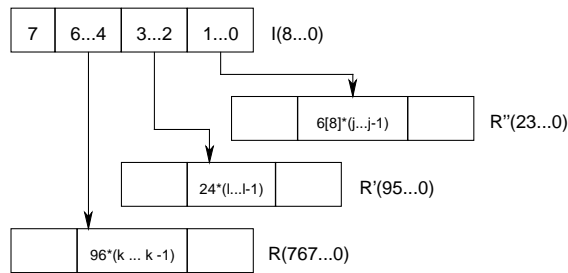 7 6...4 3...2 1...0 I(8...0)
6[8]*(j...j-1) R''(23...0)
24*(l...l-1) R'(95...0)
96*(k ... k -1) R(767...0)